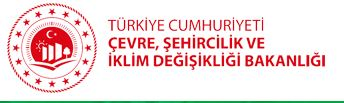 TÜRKİYE CUMHURİYETİ
ÇEVRE, ŞEHİRCİLİK VE
İKLİM DEĞİŞİKLİĞİ BAKANLIĞI